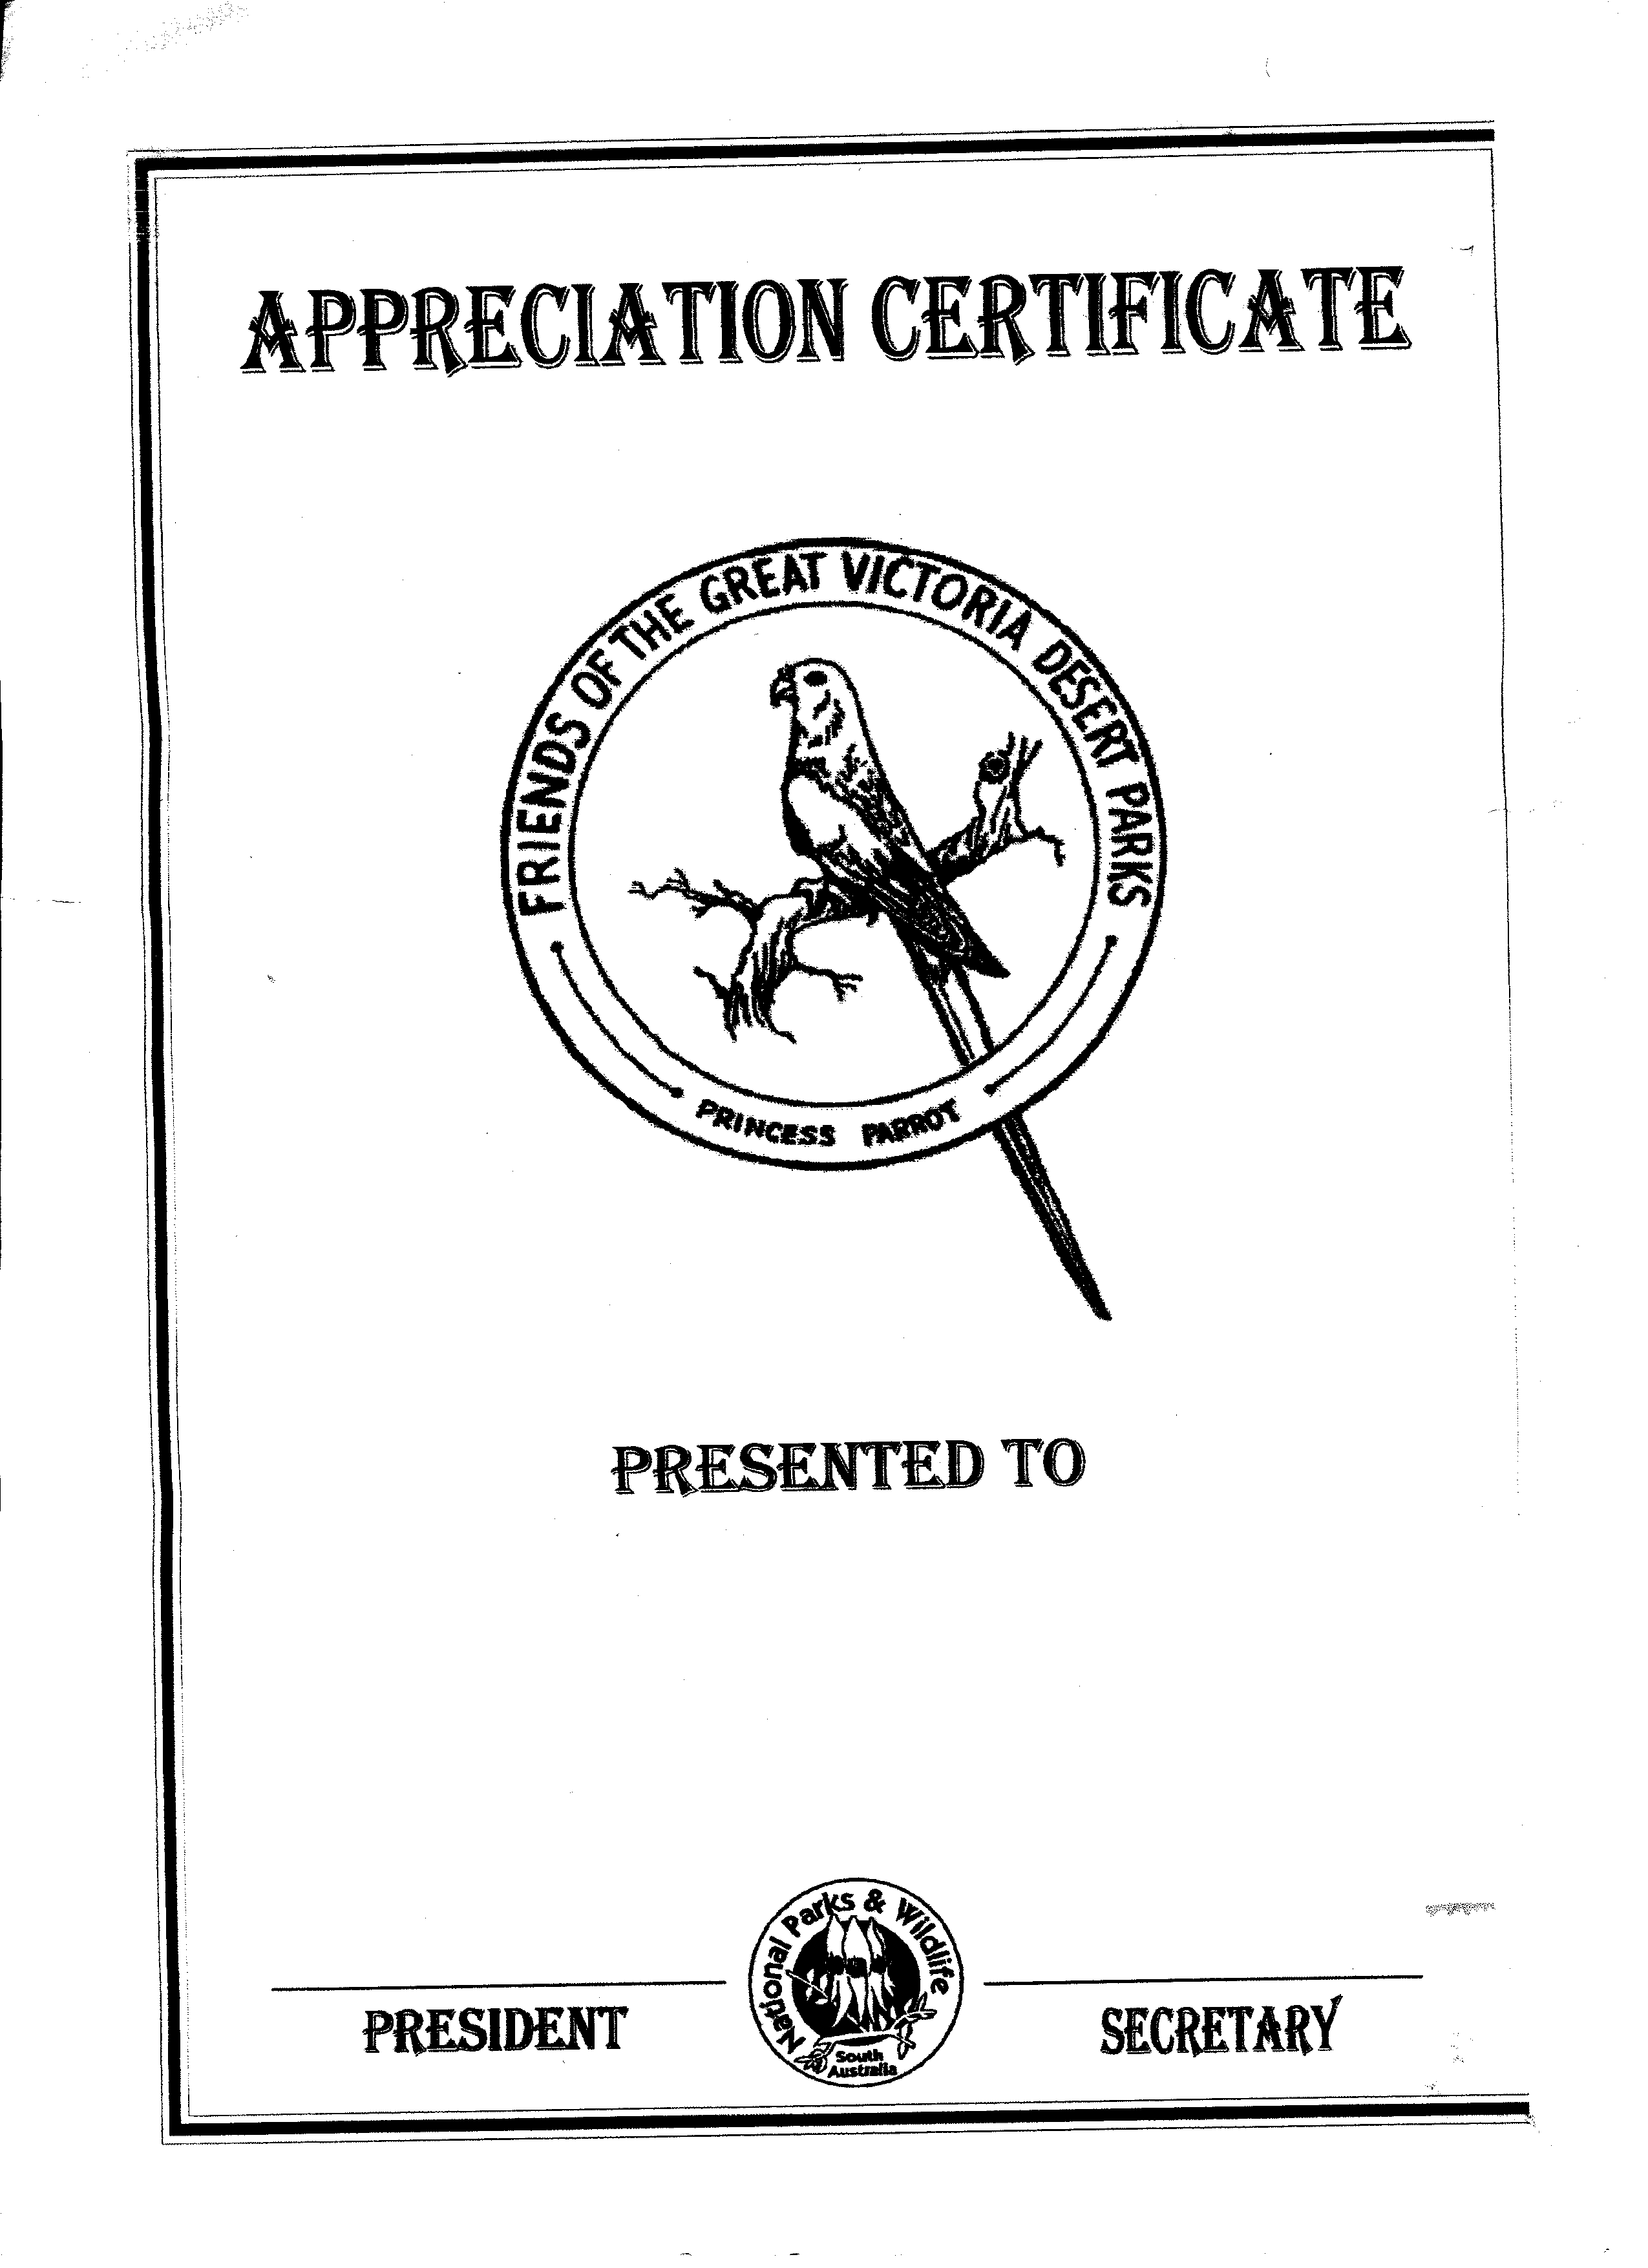 APPRECIATION CERTIFICATE
FRIENDS OF THE GREAT VICTORIA DESERT PARKS
PRINCESS PARROT
PRESENTED TO
National Parks & Wildlife
South
Australia
PRESIDENT
SECRETARY